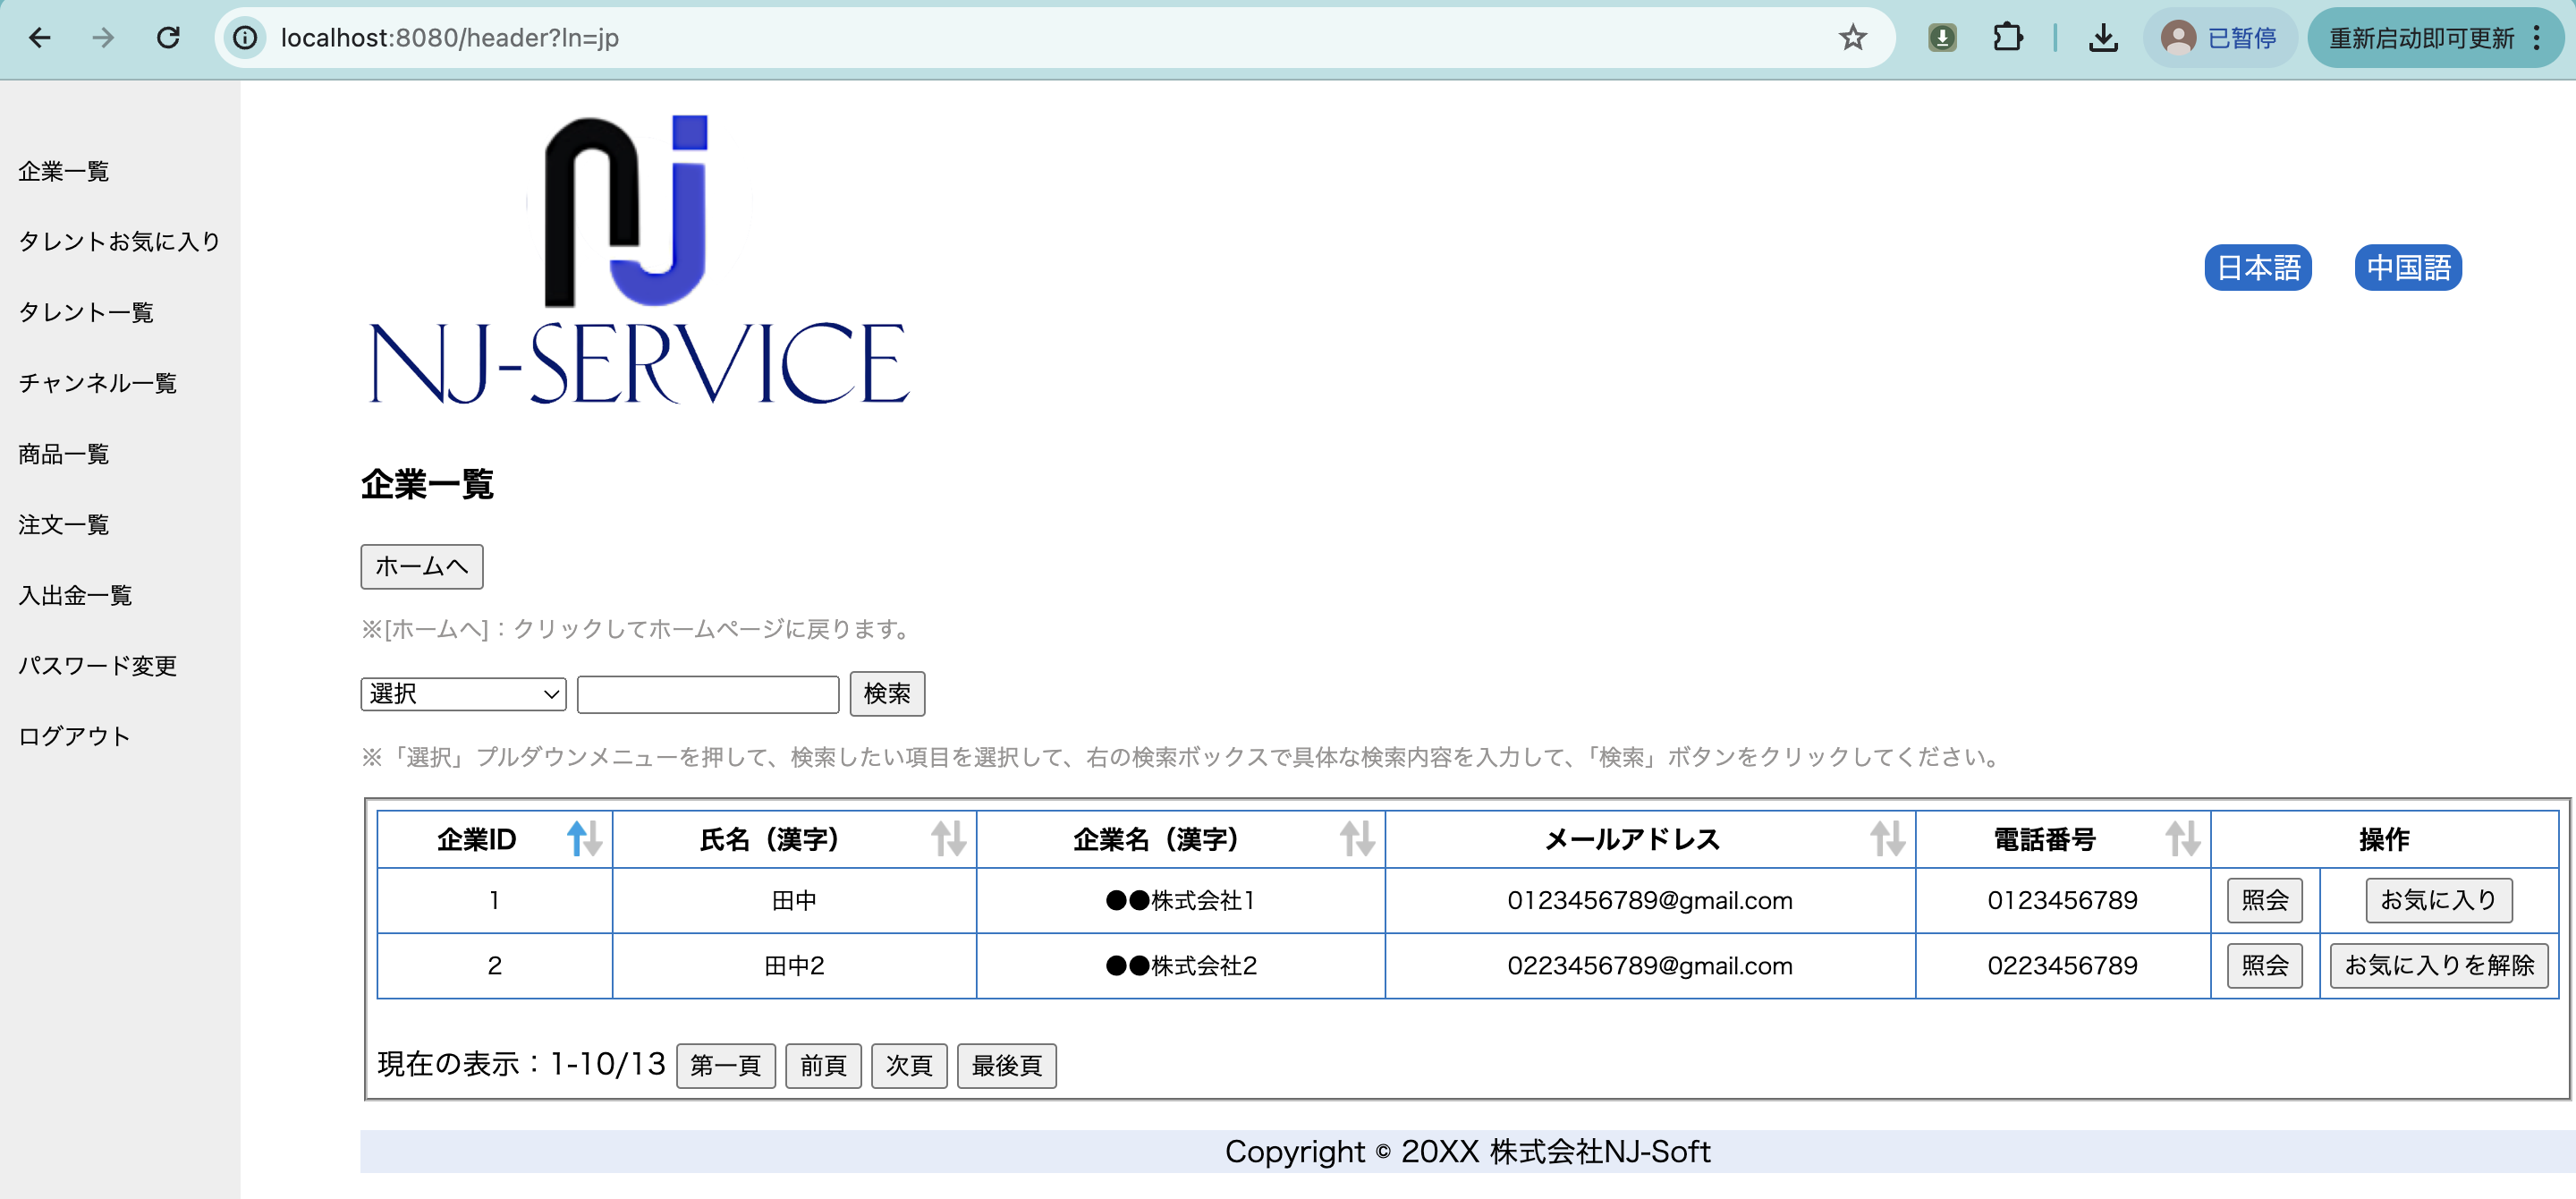 localhost:8080/header?ln=jp
已暂停
重新启动即可更新
企業一覧
タレントお気に入り
タレント一覧
チャンネル一覧
商品一覧
注文一覧
入出金一覧
パスワード変更
ログアウト
nj
NJ-SERVICE
日本語 中国語
企業一覧
ホームへ
※[ホームへ]：クリックしてホームページに戻ります。
選択 検索
※「選択」プルダウンメニューを押して、検索したい項目を選択して、右の検索ボックスで具体な検索内容を入力して、「検索」ボタンをクリックしてください。
企業ID 氏名（漢字） 企業名（漢字） メールアドレス 電話番号 操作
1 田中 ●●株式会社1 0123456789@gmail.com 0123456789 照会 お気に入り
2 田中2 ●●株式会社2 0223456789@gmail.com 0223456789 照会 お気に入りを解除
現在の表示：1-10/13 第一頁 前頁 次頁 最後頁
Copyright © 20XX 株式会社NJ-Soft